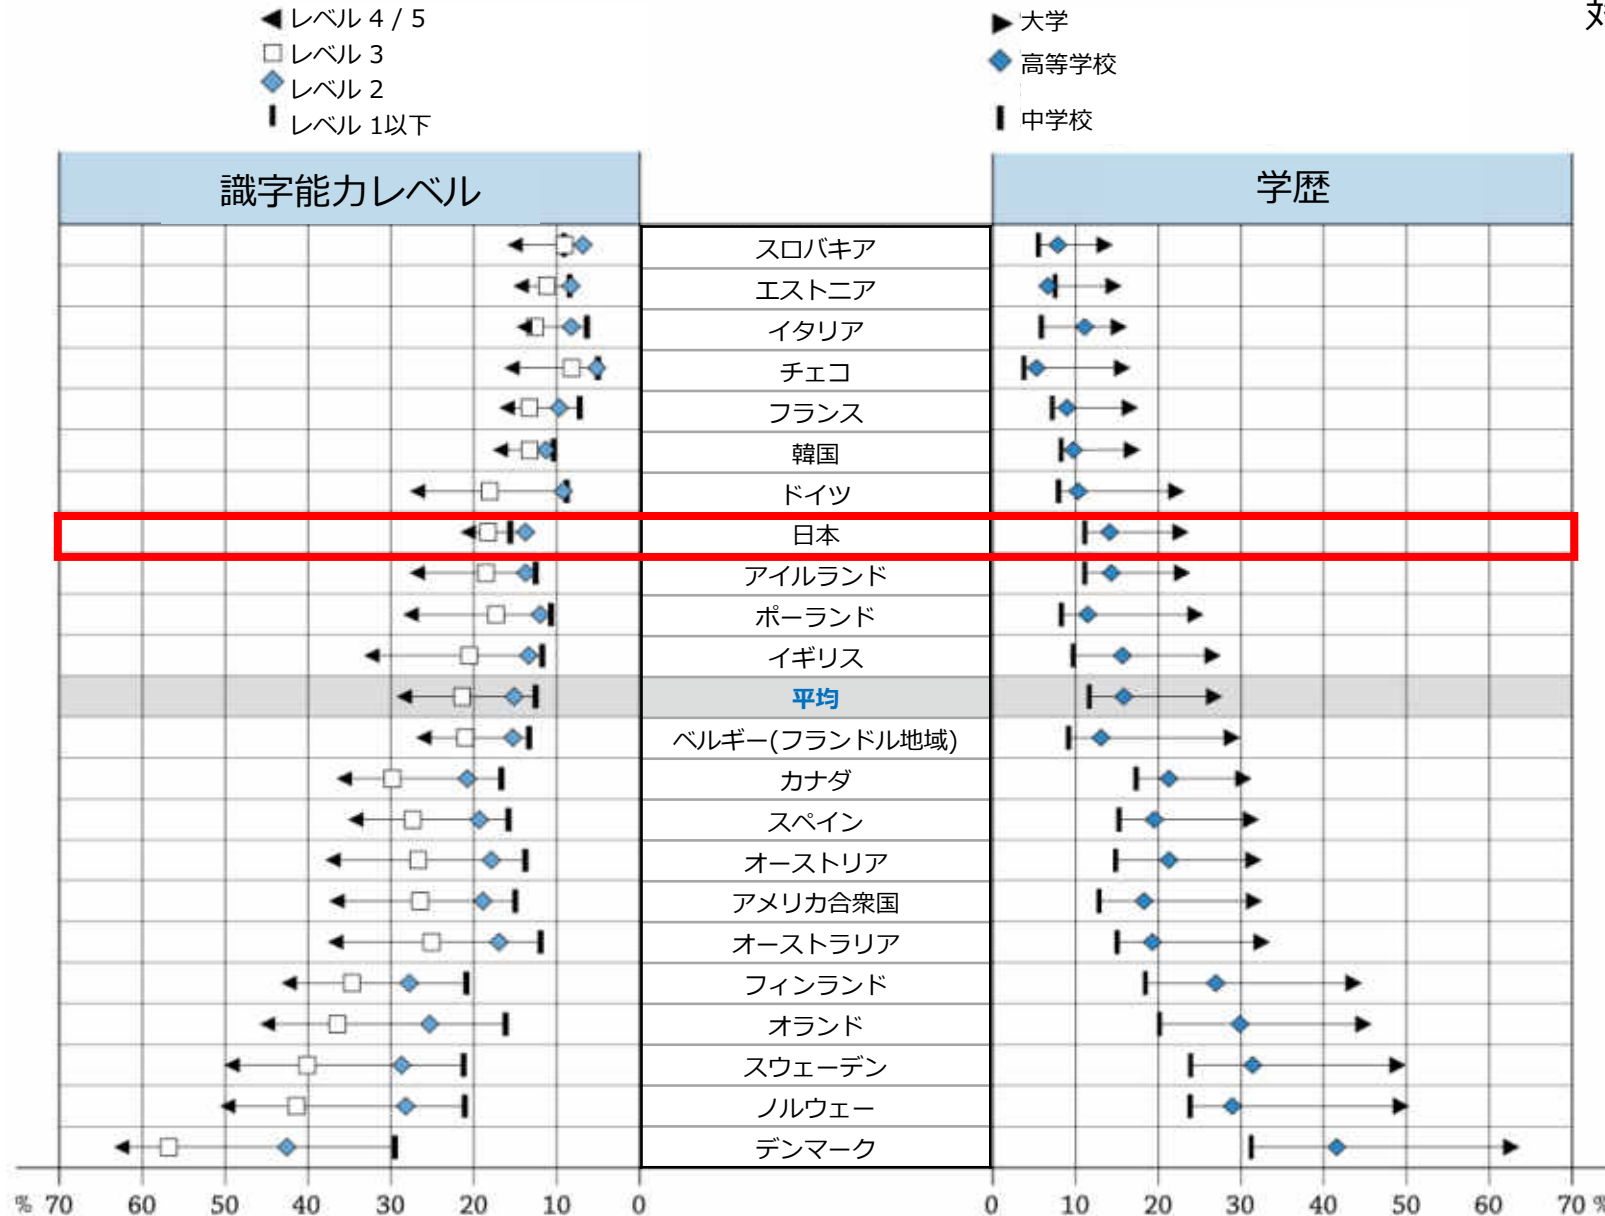 レベル 4 / 5
レベル 3
レベル 2
レベル 1以下
大学
高等学校
中学校
識字能力レベル
学歴
スロバキア
エストニア
イタリア
チェコ
フランス
韓国
ドイツ
日本
アイルランド
ポーランド
イギリス
平均
ベルギー(フランドル地域)
カナダ
スペイン
オーストリア
アメリカ合衆国
オーストラリア
フィンランド
オランド
スウェーデン
ノルウェー
デンマーク
% 70 60 50 40 30 20 10 0
0 10 20 30 40 50 60 70 %